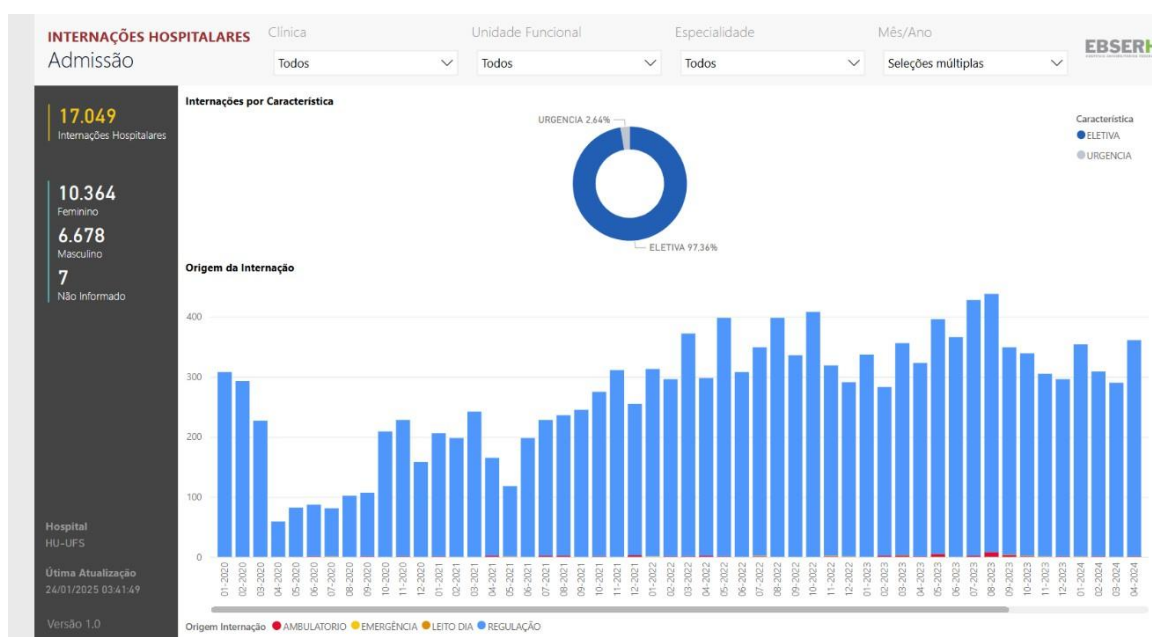 INTERNAÇÕES HOSPITALARES
Admissão
Clínica
Todos
Unidade Funcional
Todos
Especialidade
Todos
Mês/Ano
Seleções múltiplas
EBSERH
17.049
Internações Hospitalares
10.364
Feminino
6.678
Masculino
7
Não Informado
Hospital
HU-UFS
Útima Atualização
24/01/2025 03:41:49
Versão 1.0
Internações por Característica
URGENCIA 2.64%
ELETIVA 97,36%
Característica
ELETIVA
URGENCIA
Origem da Internação
400
300
200
100
0
01-2020
02-2020
03-2020
04-2020
05-2020
06-2020
07-2020
08-2020
09-2020
10-2020
11-2020
12-2020
01-2021
02-2021
03-2021
04-2021
05-2021
06-2021
07-2021
08-2021
09-2021
10-2021
11-2021
12-2021
01-2022
02-2022
03-2022
04-2022
05-2022
06-2022
07-2022
08-2022
09-2022
10-2022
11-2022
12-2022
01-2023
02-2023
03-2023
04-2023
05-2023
06-2023
07-2023
08-2023
09-2023
10-2023
11-2023
12-2023
01-2024
02-2024
03-2024
04-2024
Origem Internação AMBULATORIO EMERGÊNCIA LEITO DIA REGULAÇÃO